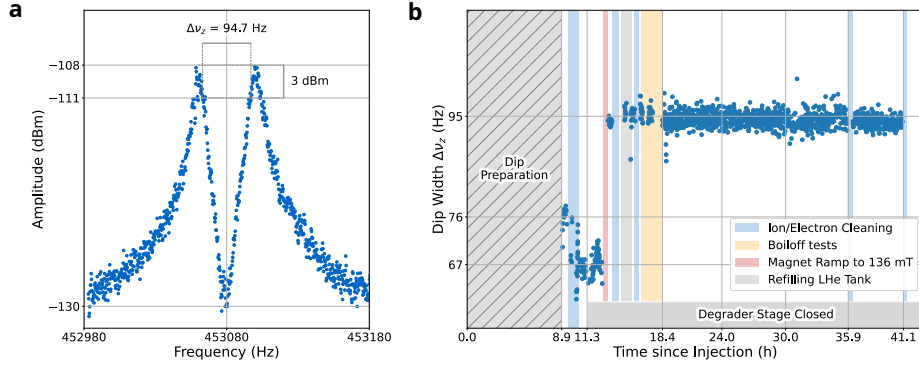 a
Δν_z = 94.7 Hz
3 dBm
−108
−111
−130
Amplitude (dBm)
452980
453080
453180
Frequency (Hz)
b
95
76
67
Dip Width Δν_z (Hz)
Dip
Preparation
Ion/Electron Cleaning
Boiloff tests
Magnet Ramp to 136 mT
Refilling LHe Tank
Degrader Stage Closed
0.0
8.9
11.3
18.4
24.0
30.0
35.9
41.1
Time since Injection (h)